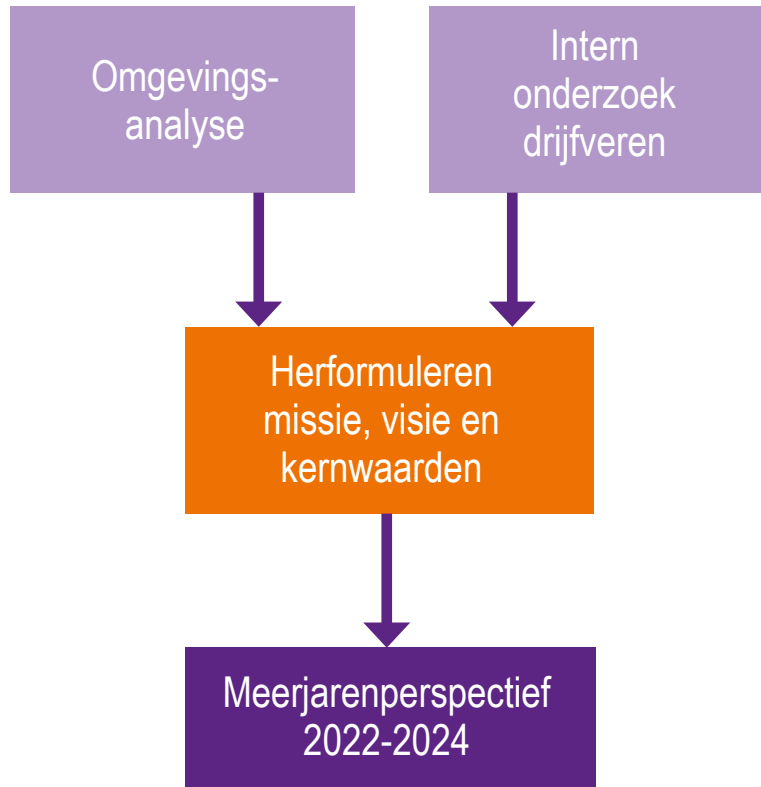 Omgevings-
analyse
Intern
onderzoek
drijfveren
Herformuleren
missie, visie en
kernwaarden
Meerjarenperspectief
2022-2024